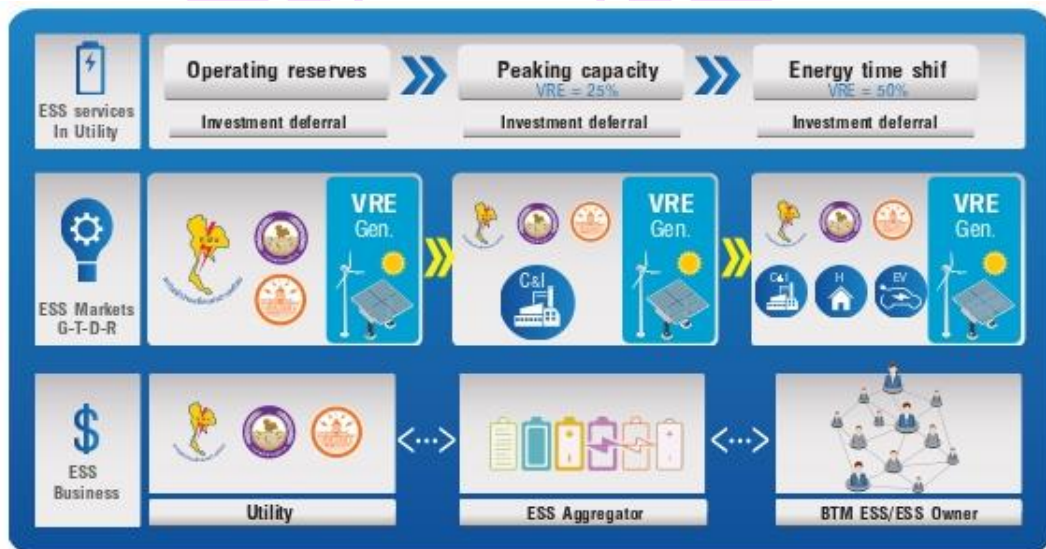 ESS services
In Utility
Operating reserves
Investment deferral
Peaking capacity
VRE = 25%
Investment deferral
Energy time shif
VRE = 50%
Investment deferral
ESS Markets
G-T-D-R
VRE
Gen.
C&I
VRE
Gen.
C&I
H
EV
VRE
Gen.
ESS
Business
Utility
ESS Aggregator
BTM ESS/ESS Owner